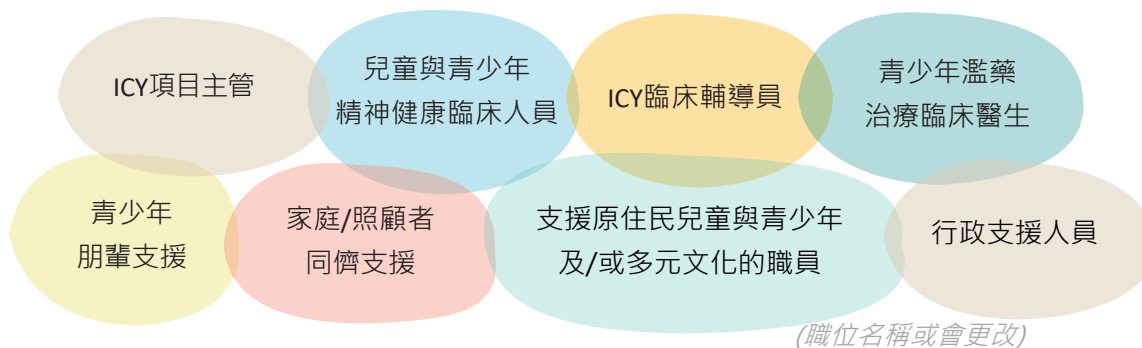 ICY項目主管
兒童與青少年
精神健康臨床人員
ICY臨床輔導員
青少年濫藥
治療臨床醫生
青少年
朋輩支援
家庭/照顧者
同儕支援
支援原住民兒童與青少年
及/或多元文化的職員
行政支援人員
(職位名稱或會更改)